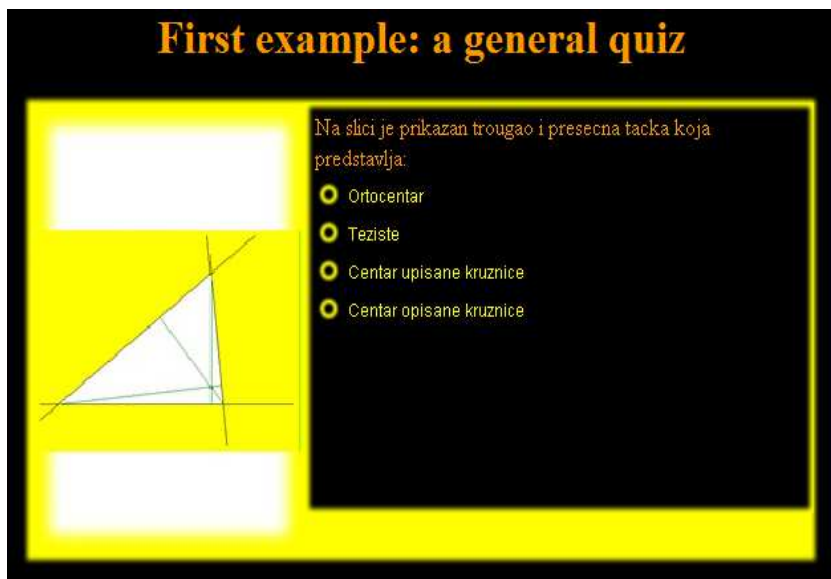 First example: a general quiz
Na slici je prikazan trougao i presecna tacka koja
predstavlja:
Ortocentar
Teziste
Centar upisane kruznice
Centar opisane kruznice